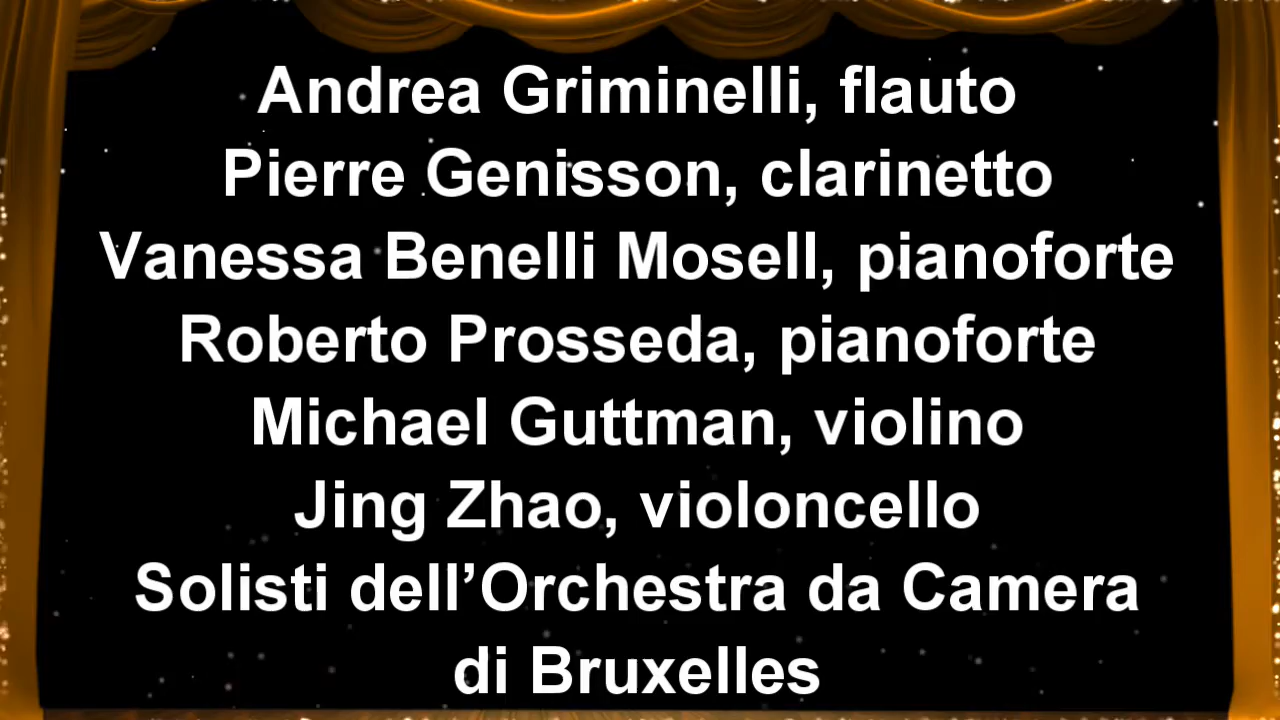 Andrea Griminelli, flauto
Pierre Genisson, clarinetto
Vanessa Benelli Mosell, pianoforte
Roberto Prosseda, pianoforte
Michael Guttman, violino
Jing Zhao, violoncello
Solisti dell’Orchestra da Camera
di Bruxelles